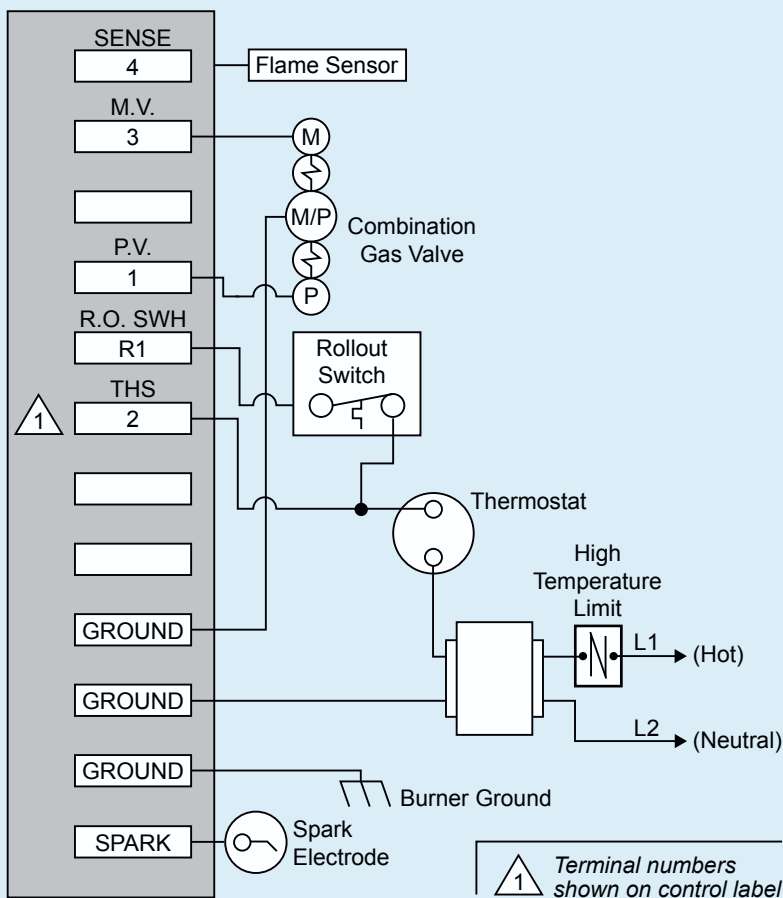 SENSE
4
Flame Sensor
M.V.
3
M
M/P
Combination
Gas Valve
P.V.
1
P
R.O. SWH
R1
Rollout
Switch
THS
1
2
Thermostat
High
Temperature
Limit
GROUND
L1
(Hot)
GROUND
L2
(Neutral)
GROUND
Burner Ground
SPARK
Spark
Electrode
1
Terminal numbers
shown on control label